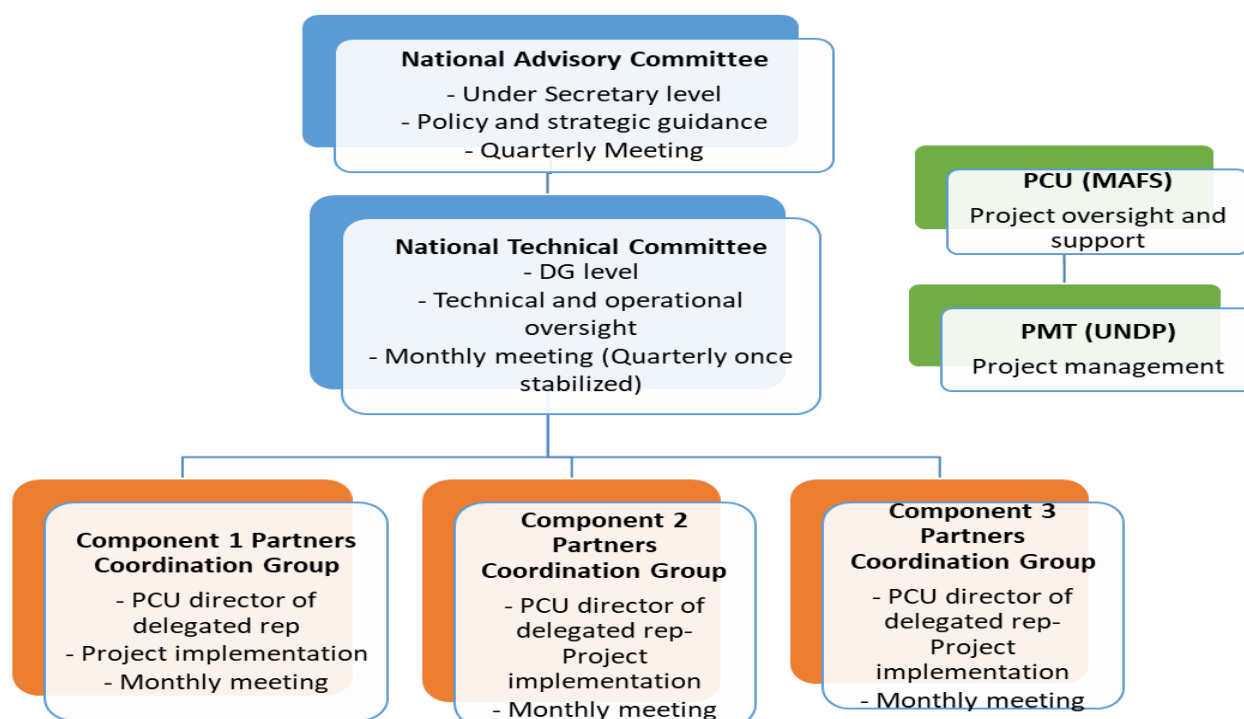 National Advisory Committee
- Under Secretary level
- Policy and strategic guidance
- Quarterly Meeting
National Technical Committee
- DG level
- Technical and operational
oversight
- Monthly meeting (Quarterly once
stabilized)
PCU (MAFS)
Project oversight and
support
PMT (UNDP)
Project management
Component 1 Partners
Coordination Group
- PCU director of
delegated rep
- Project implementation
- Monthly meeting
Component 2
Partners
Coordination Group
- PCU director of
delegated rep-
Project
implementation
- Monthly meeting
Component 3
Partners
Coordination Group
- PCU director of
delegated rep-
Project
implementation
- Monthly meeting